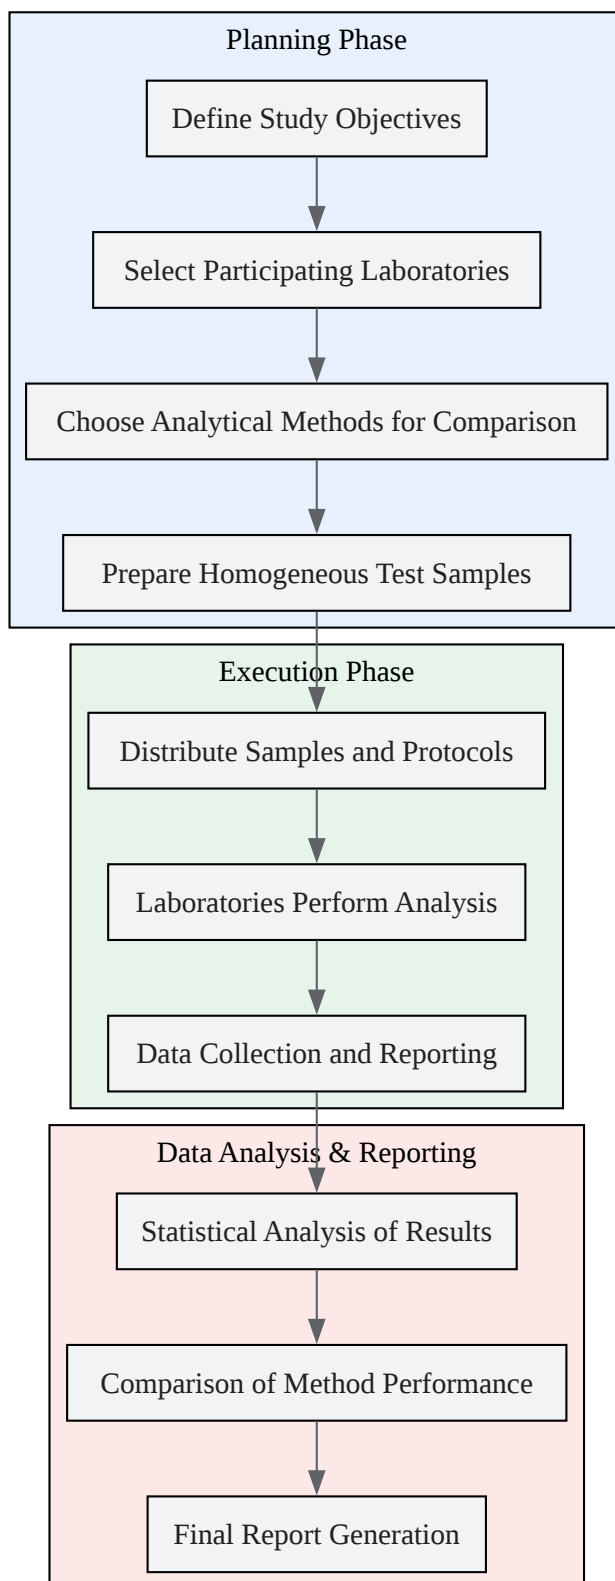 Planning Phase
Define Study Objectives
Select Participating Laboratories
Choose Analytical Methods for Comparison
Prepare Homogeneous Test Samples
Execution Phase
Distribute Samples and Protocols
Laboratories Perform Analysis
Data Collection and Reporting
Data Analysis & Reporting
Statistical Analysis of Results
Comparison of Method Performance
Final Report Generation